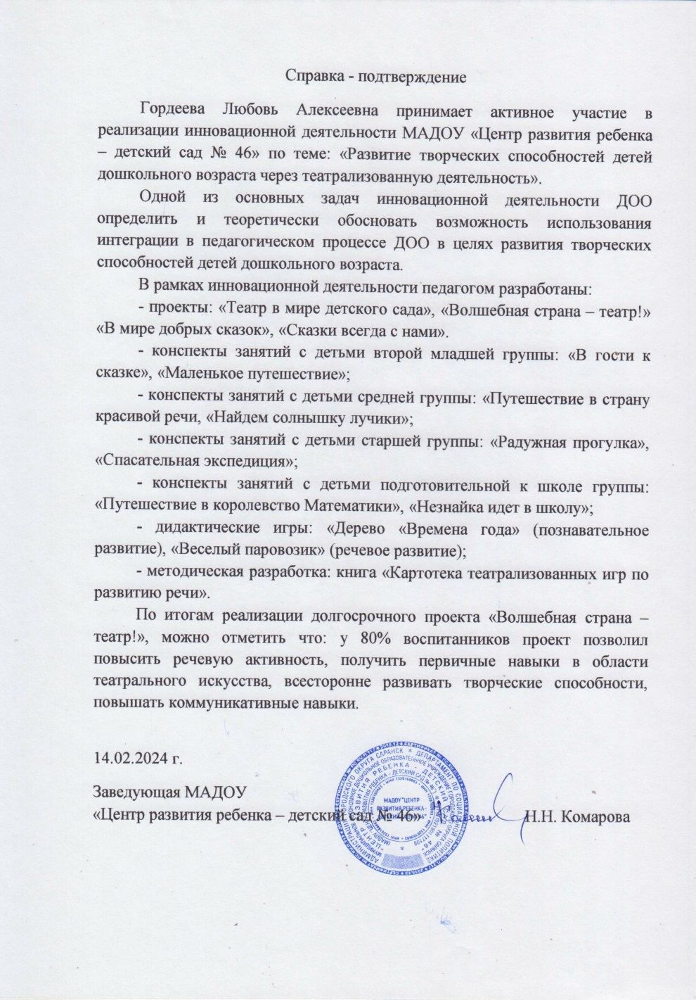 Справка - подтверждение
Гордеева Любовь Алексеевна принимает активное участие в
реализации инновационной деятельности МАДОУ «Центр развития ребенка
– детский сад № 46» по теме: «Развитие творческих способностей детей
дошкольного возраста через театрализованную деятельность».
Одной из основных задач инновационной деятельности ДОО
определить и теоретически обосновать возможность использования
интеграции в педагогическом процессе ДОО в целях развития творческих
способностей детей дошкольного возраста.
В рамках инновационной деятельности педагогом разработаны:
- проекты: «Театр в мире детского сада», «Волшебная страна – театр!»
«В мире добрых сказок», «Сказки всегда с нами».
- конспекты занятий с детьми второй младшей группы: «В гости к
сказке», «Маленькое путешествие»;
- конспекты занятий с детьми средней группы: «Путешествие в страну
красивой речи, «Найдем солнышку лучики»;
- конспекты занятий с детьми старшей группы: «Радужная прогулка»,
«Спасательная экспедиция»;
- конспекты занятий с детьми подготовительной к школе группы:
«Путешествие в королевство Математики», «Незнайка идет в школу»;
- дидактические игры: «Дерево «Времена года» (познавательное
развитие), «Веселый паровозик» (речевое развитие);
- методическая разработка: книга «Картотека театрализованных игр по
развитию речи».
По итогам реализации долгосрочного проекта «Волшебная страна –
театр!», можно отметить что: у 80% воспитанников проект позволил
повысить речевую активность, получить первичные навыки в области
театрального искусства, всесторонне развивать творческие способности,
повышать коммуникативные навыки.
14.02.2024 г.
Заведующая МАДОУ
«Центр развития ребенка – детский сад № 46»
Н.Н. Комарова
МАДОУ "ЦЕНТР
РАЗВИТИЯ РЕБЕНКА-